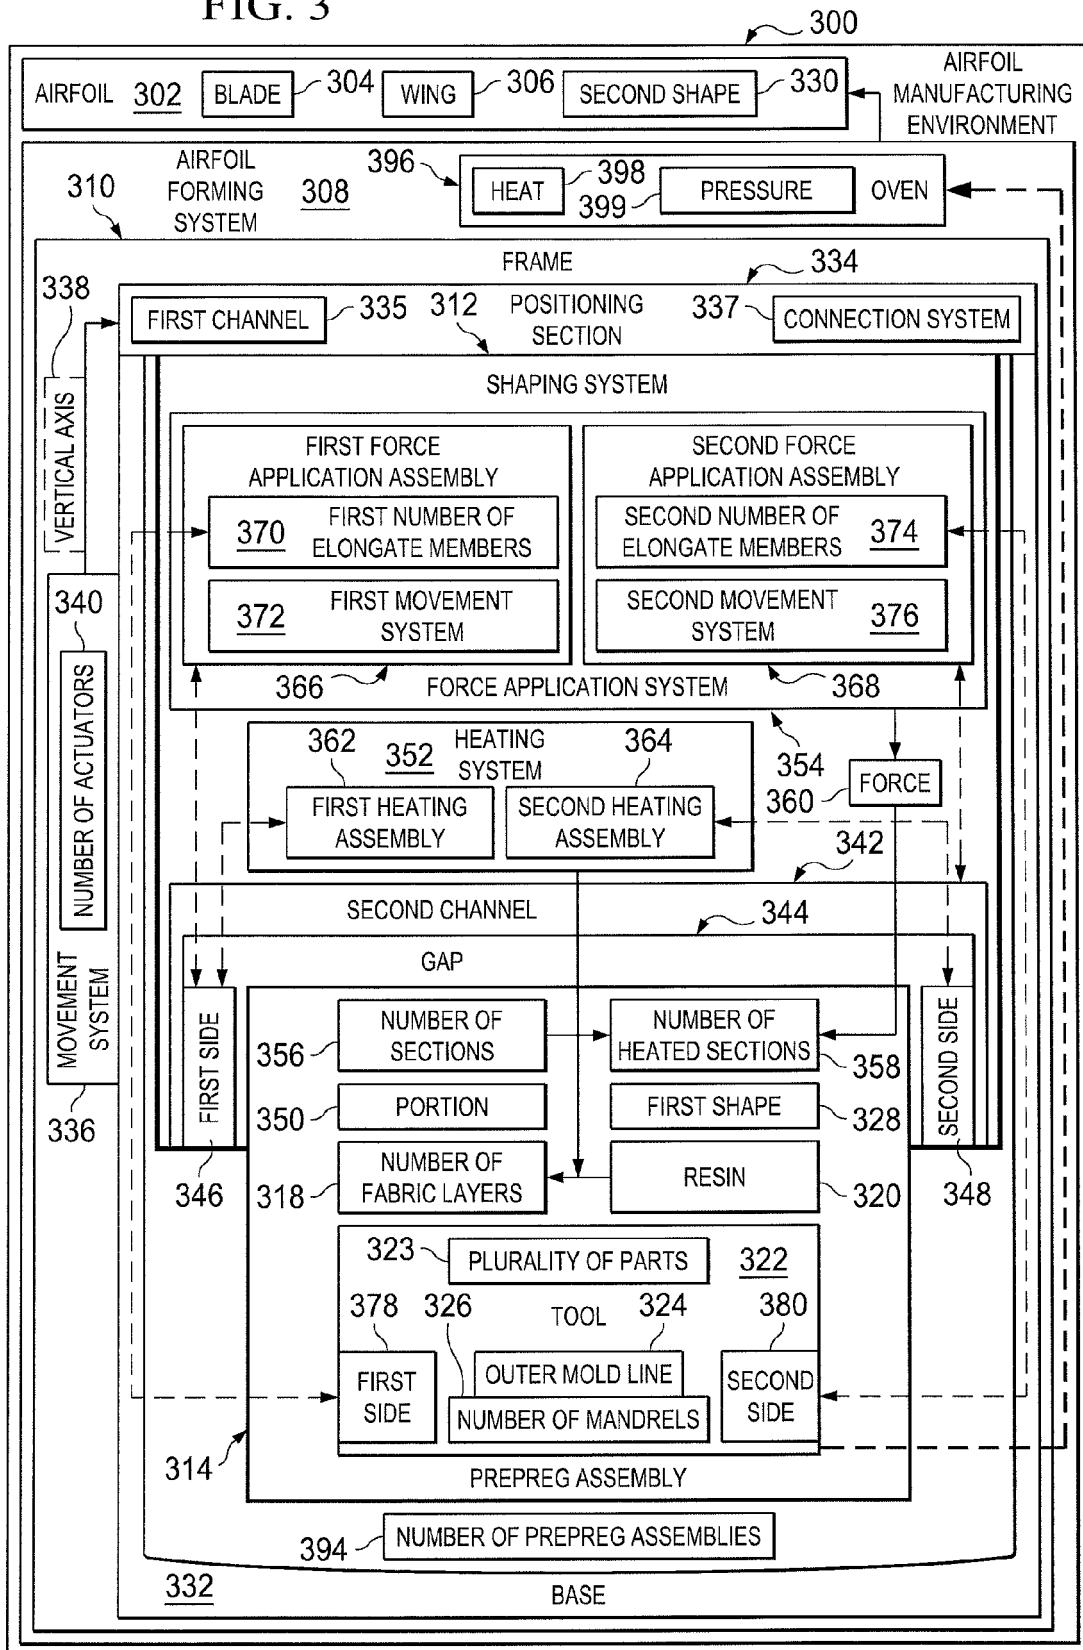 FIG. 3
300
AIRFOIL 302
BLADE
304
WING
306
SECOND SHAPE
330
AIRFOIL
MANUFACTURING
ENVIRONMENT
AIRFOIL
FORMING
SYSTEM
308
310
396
HEAT
398
399
PRESSURE
OVEN
FRAME
334
338
VERTICAL AXIS
FIRST CHANNEL
335
312
POSITIONING
SECTION
337
CONNECTION SYSTEM
SHAPING SYSTEM
FIRST FORCE
APPLICATION ASSEMBLY
370
FIRST NUMBER OF
ELONGATE MEMBERS
372
FIRST MOVEMENT
SYSTEM
366
SECOND FORCE
APPLICATION ASSEMBLY
SECOND NUMBER OF
ELONGATE MEMBERS
374
SECOND MOVEMENT
SYSTEM
376
368
FORCE APPLICATION SYSTEM
354
340
NUMBER OF ACTUATORS
MOVEMENT
SYSTEM
336
362
352
HEATING
SYSTEM
364
FIRST HEATING
ASSEMBLY
SECOND HEATING
ASSEMBLY
FORCE
360
342
SECOND CHANNEL
344
GAP
FIRST SIDE
346
SECOND SIDE
348
NUMBER OF
SECTIONS
356
NUMBER OF
HEATED SECTIONS
358
PORTION
350
FIRST SHAPE
328
NUMBER OF
FABRIC LAYERS
318
RESIN
320
323
PLURALITY OF PARTS
322
378
326
TOOL
324
380
FIRST
SIDE
OUTER MOLD LINE
NUMBER OF MANDRELS
SECOND
SIDE
314
PREPREG ASSEMBLY
394
NUMBER OF PREPREG ASSEMBLIES
332
BASE